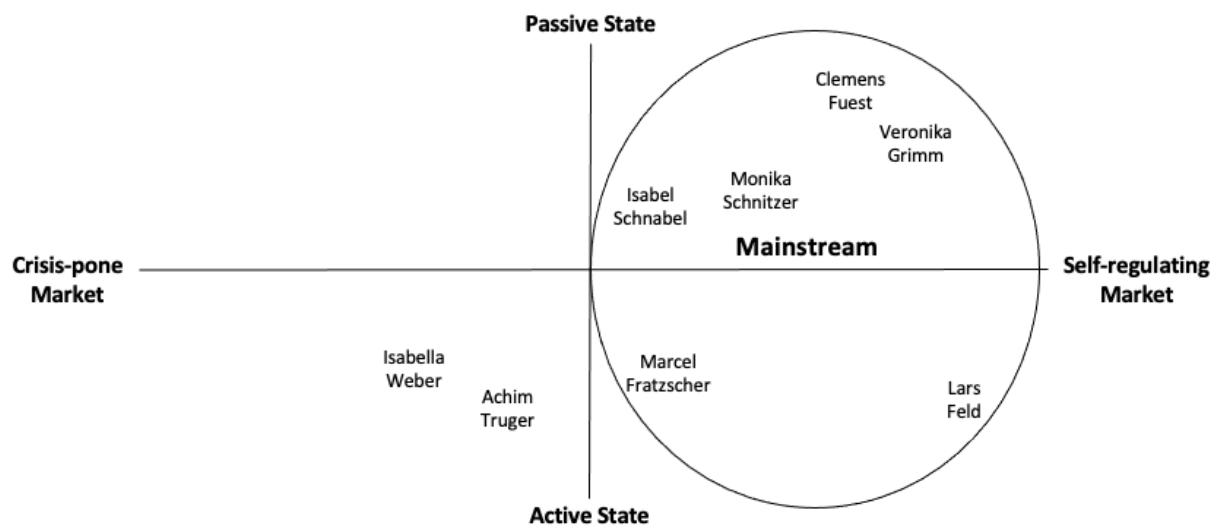 Passive State
Clemens
Fuest
Veronika
Grimm
Monika
Schnitzer
Isabel
Schnabel
Mainstream
Crisis-pone
Market
Self-regulating
Market
Isabella
Weber
Achim
Truger
Marcel
Fratzscher
Lars
Feld
Active State